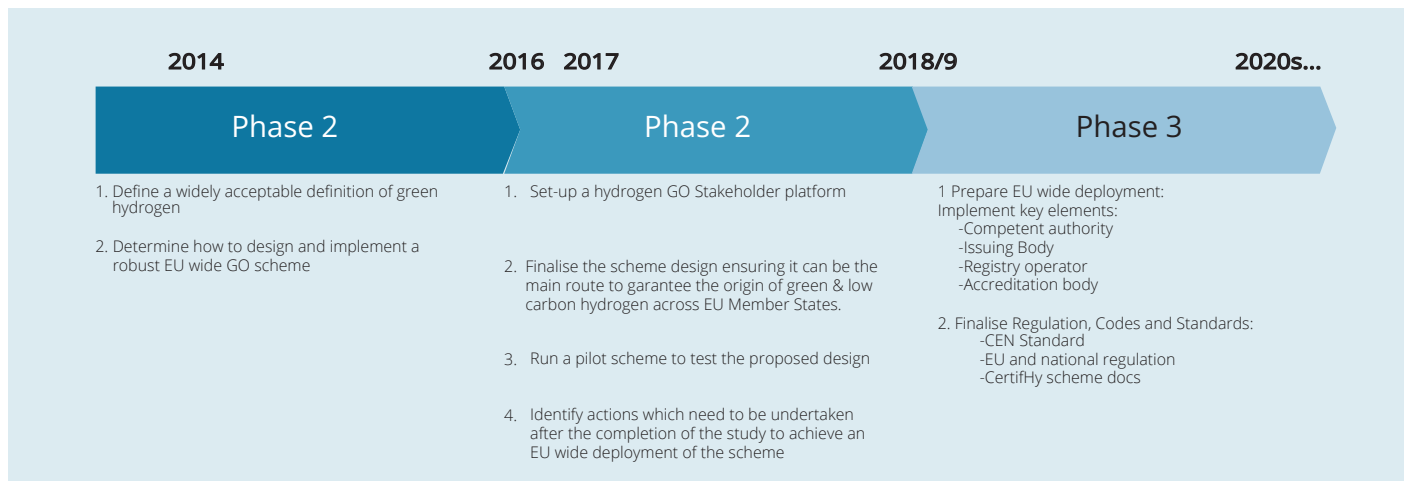 2014
2016
2017
2018/9
2020s...
Phase 2
Phase 2
Phase 3
1. Define a widely acceptable definition of green
hydrogen
2. Determine how to design and implement a
robust EU wide GO scheme
1. Set-up a hydrogen GO Stakeholder platform
2. Finalise the scheme design ensuring it can be the
main route to garantee the origin of green & low
carbon hydrogen across EU Member States.
3. Run a pilot scheme to test the proposed design
4. Identify actions which need to be undertaken
after the completion of the study to achieve an
EU wide deployment of the scheme
1 Prepare EU wide deployment:
Implement key elements:
-Competent authority
-Issuing Body
-Registry operator
-Accreditation body
2. Finalise Regulation, Codes and Standards:
-CEN Standard
-EU and national regulation
-CertifHy scheme docs